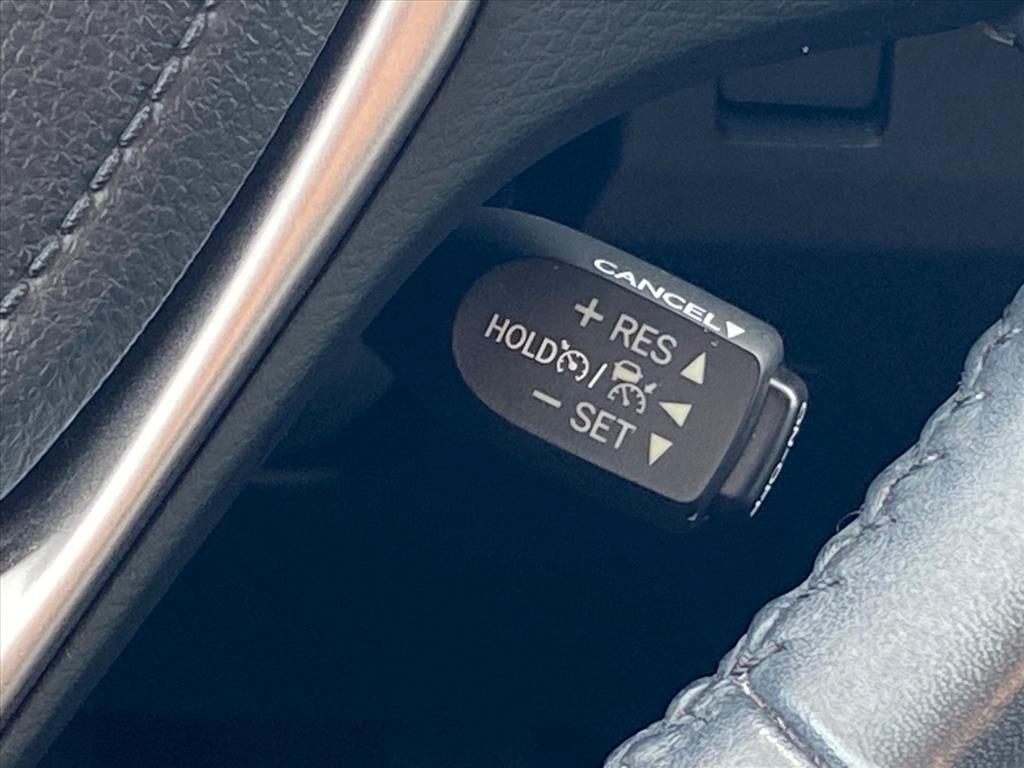 CANCEL▼
+ RES ▲
HOLD / ◀
− SET ▼